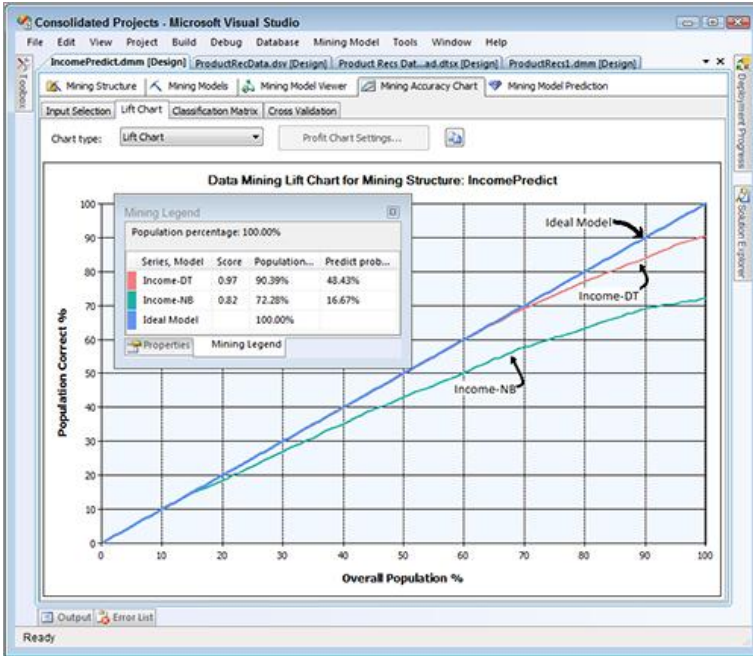 Consolidated Projects - Microsoft Visual Studio
File Edit View Project Build Debug Database Mining Model Tools Window Help
IncomePredict.dmm [Design] ProductRecData.dsv [Design] Product Recs Dat...ad.dtsx [Design] ProductRecs1.dmm [Design]
Toolbox
Mining Structure Mining Models Mining Model Viewer Mining Accuracy Chart Mining Model Prediction
Input Selection Lift Chart Classification Matrix Cross Validation
Chart type: Lift Chart Profit Chart Settings...
Deployment Progress
Solution Explorer
Data Mining Lift Chart for Mining Structure: IncomePredict
Mining Legend
Population percentage: 100.00%
Series, Model Score Population... Predict prob...
Income-DT 0.97 90.39% 48.43%
Income-NB 0.82 72.28% 16.67%
Ideal Model 100.00%
Properties Mining Legend
Ideal Model
Income-DT
Income-NB
Population Correct %
100
90
80
70
60
50
40
30
20
10
0
0 10 20 30 40 50 60 70 80 90 100
Overall Population %
Output Error List
Ready